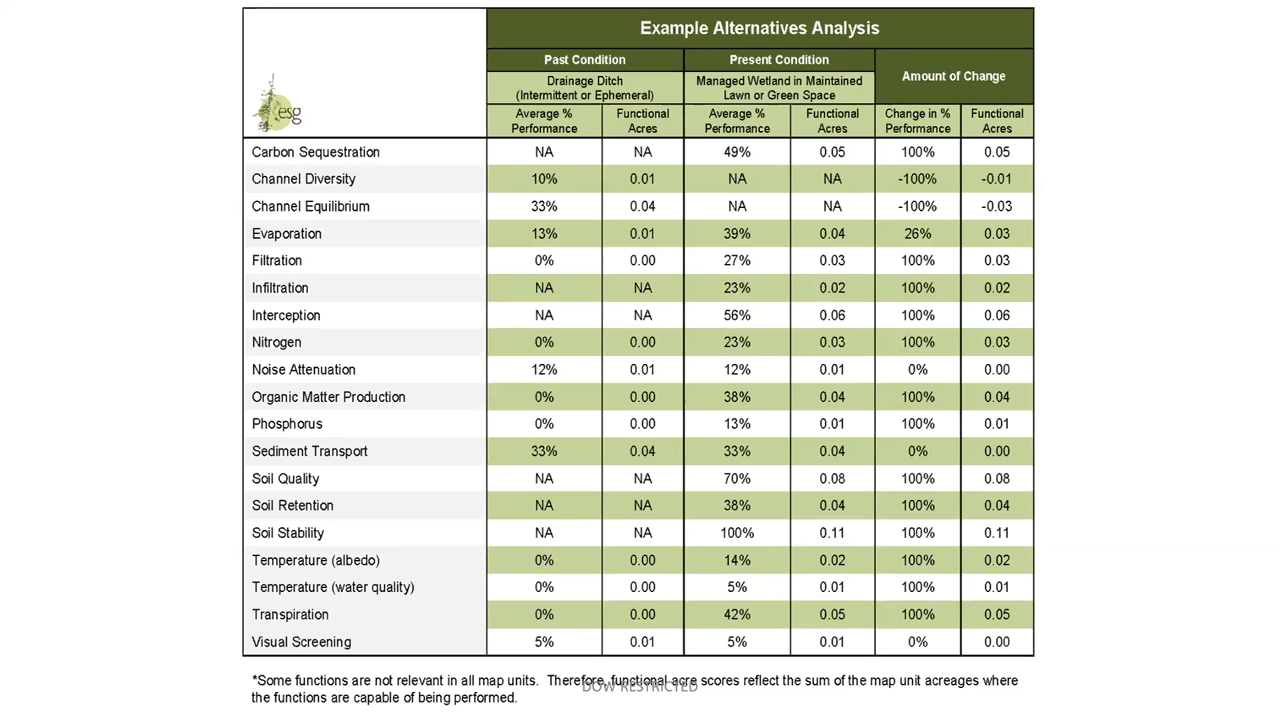 Example Alternatives Analysis
Past Condition Present Condition Amount of Change
Drainage Ditch
(Intermittent or Ephemeral)
Managed Wetland in Maintained
Lawn or Green Space
Average %
Performance
Functional
Acres
Average %
Performance
Functional
Acres
Change in %
Performance
Functional
Acres
esg
Carbon Sequestration NA NA 49% 0.05 100% 0.05
Channel Diversity 10% 0.01 NA NA -100% -0.01
Channel Equilibrium 33% 0.04 NA NA -100% -0.03
Evaporation 13% 0.01 39% 0.04 26% 0.03
Filtration 0% 0.00 27% 0.03 100% 0.03
Infiltration NA NA 23% 0.02 100% 0.02
Interception NA NA 56% 0.06 100% 0.06
Nitrogen 0% 0.00 23% 0.03 100% 0.03
Noise Attenuation 12% 0.01 12% 0.01 0% 0.00
Organic Matter Production 0% 0.00 38% 0.04 100% 0.04
Phosphorus 0% 0.00 13% 0.01 100% 0.01
Sediment Transport 33% 0.04 33% 0.04 0% 0.00
Soil Quality NA NA 70% 0.08 100% 0.08
Soil Retention NA NA 38% 0.04 100% 0.04
Soil Stability NA NA 100% 0.11 100% 0.11
Temperature (albedo) 0% 0.00 14% 0.02 100% 0.02
Temperature (water quality) 0% 0.00 5% 0.01 100% 0.01
Transpiration 0% 0.00 42% 0.05 100% 0.05
Visual Screening 5% 0.01 5% 0.01 0% 0.00
*Some functions are not relevant in all map units. Therefore, functional acre scores reflect the sum of the map unit acreages where
DOW RESTRICTED
the functions are capable of being performed.